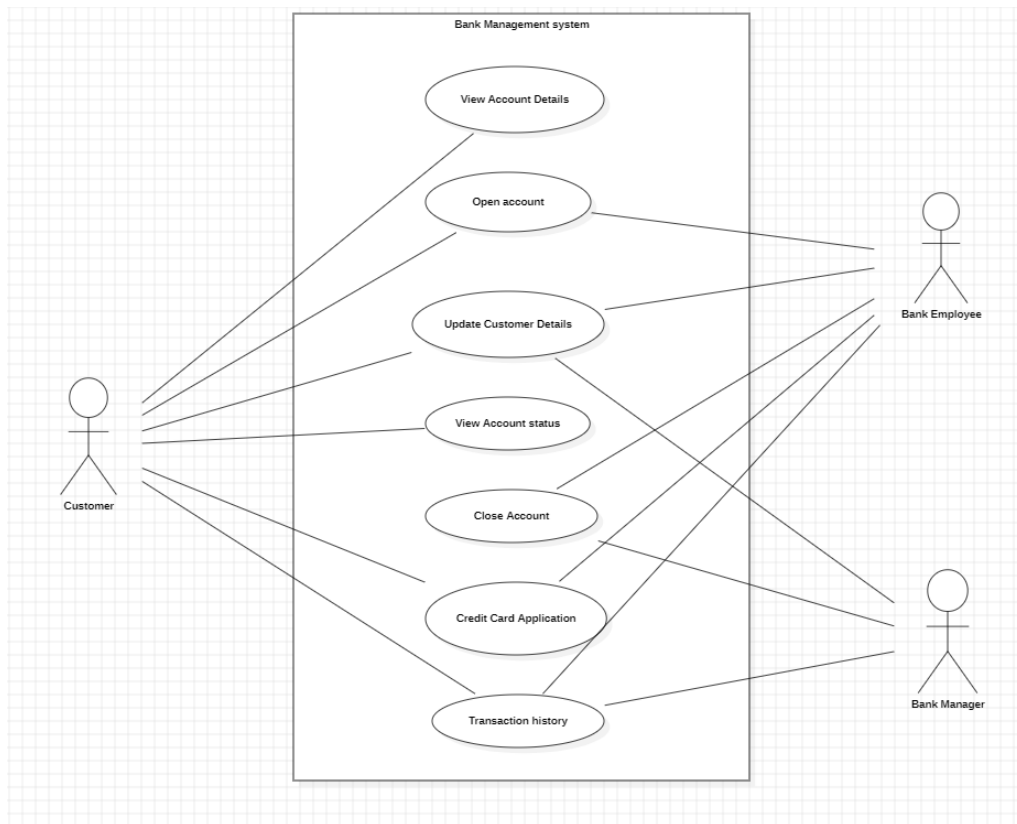 Bank Management system
View Account Details
Open account
Bank Employee
Update Customer Details
View Account status
Customer
Close Account
Credit Card Application
Bank Manager
Transaction history